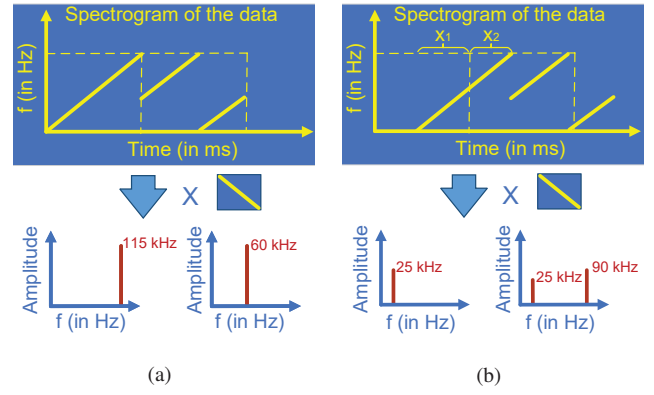 Spectrogram of the data
f (in Hz)
Time (in ms)
X
Amplitude
115 kHz
f (in Hz)
Amplitude
60 kHz
f (in Hz)
(a)
Spectrogram of the data
X1
X2
f (in Hz)
Time (in ms)
X
Amplitude
25 kHz
f (in Hz)
Amplitude
25 kHz
90 kHz
f (in Hz)
(b)